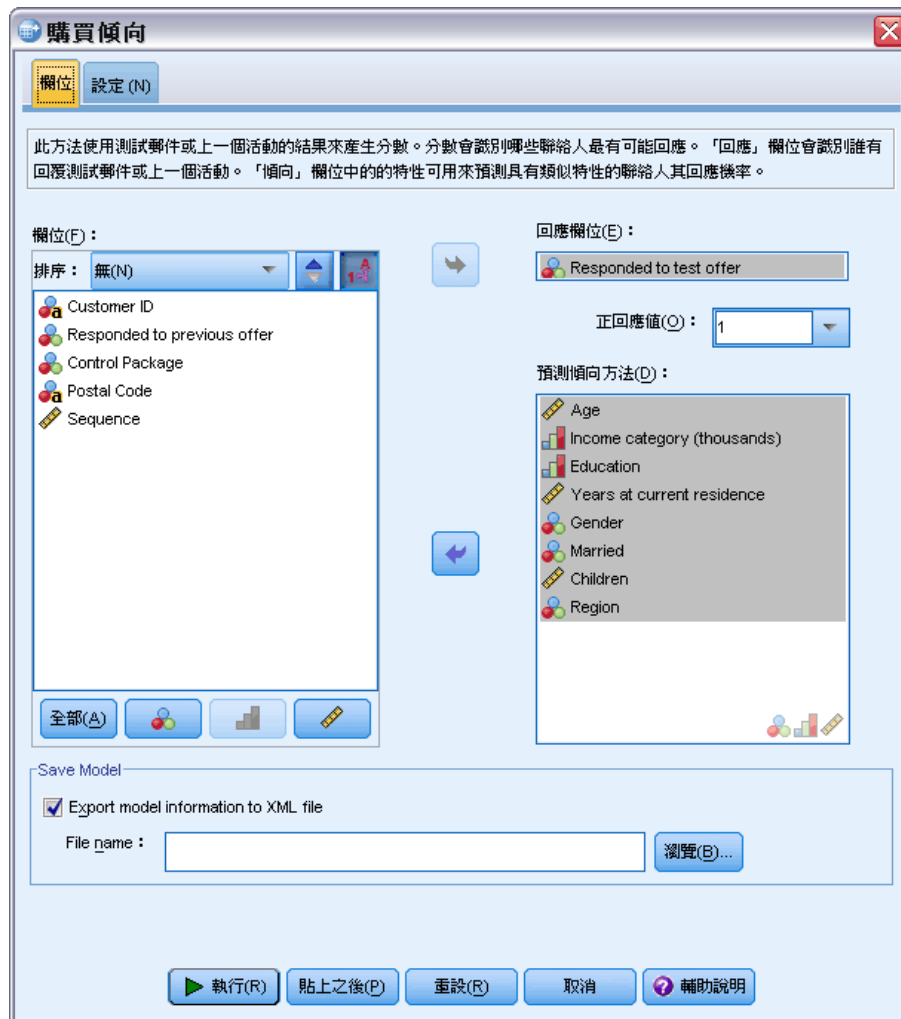 購買傾向
欄位
設定 (N)
此方法使用測試郵件或上一個活動的結果來產生分數。分數會識別哪些聯絡人最有可能回應。「回應」欄位會識別誰有
回覆測試郵件或上一個活動。「傾向」欄位中的的特性可用來預測具有類似特性的聯絡人其回應機率。
欄位(F)：
排序： 無(N)
Customer ID
Responded to previous offer
Control Package
Postal Code
Sequence
全部(A)
回應欄位(E)：
Responded to test offer
正回應值(O)： 1
預測傾向方法(D)：
Age
Income category (thousands)
Education
Years at current residence
Gender
Married
Children
Region
Save Model
Export model information to XML file
File name：
瀏覽(B)...
執行(R)
貼上之後(P)
重設(R)
取消
輔助說明